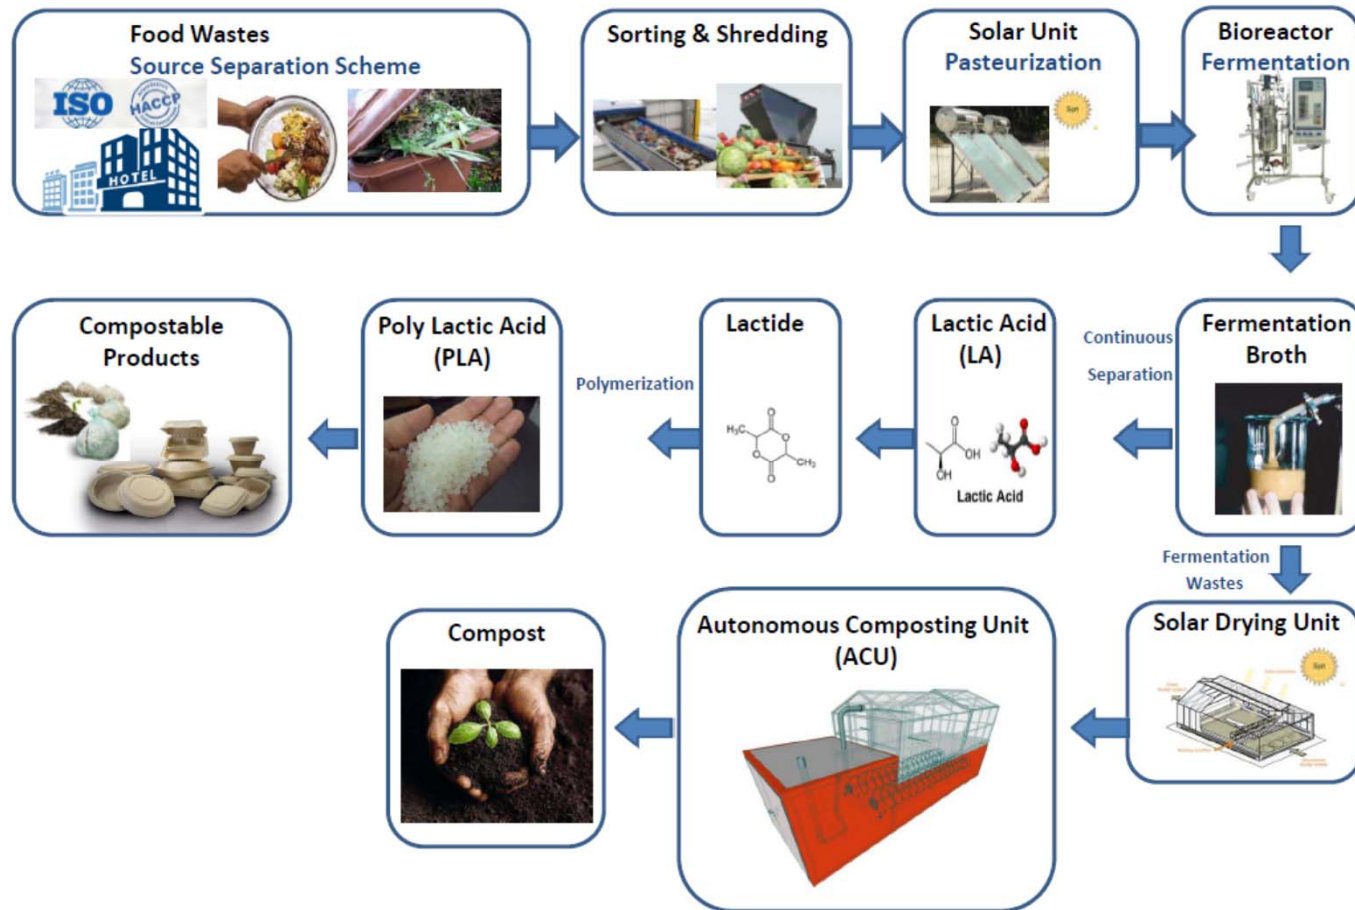 Food Wastes
Source Separation Scheme
ISO
HACCP
HOTEL
Sorting & Shredding
Solar Unit
Pasteurization
Sun
Bioreactor
Fermentation
Compostable
Products
Poly Lactic Acid
(PLA)
Polymerization
Lactide
H₃C
O
O
O
O
CH₃
Lactic Acid
(LA)
O
OH
OH
Lactic Acid
Continuous
Separation
Fermentation
Broth
Fermentation
Wastes
Compost
Autonomous Composting Unit
(ACU)
Solar Drying Unit
Sun